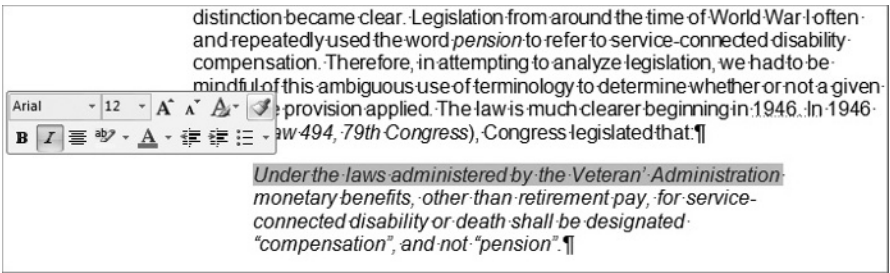 distinction became clear. Legislation from around the time of World War I often
and repeatedly used the word pension to refer to service-connected disability
compensation. Therefore, in attempting to analyze legislation, we had to be
mindful of this ambiguous use of terminology to determine whether or not a given
provision applied. The law is much clearer beginning in 1946. In 1946
494, 79th Congress), Congress legislated that:¶
Arial 12 A A A
B I ab A
Under the laws administered by the Veteran’ Administration
monetary benefits, other than retirement pay, for service-
connected disability or death shall be designated
“compensation”, and not “pension”.¶